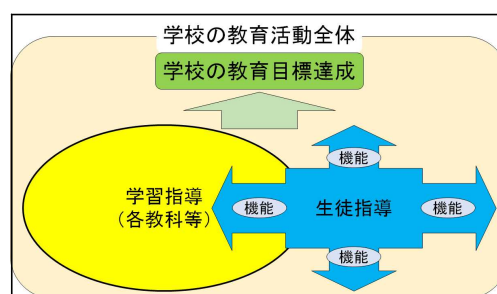 学校の教育活動全体
学校の教育目標達成
機能
学習指導
（各教科等）
機能
生徒指導
機能
機能